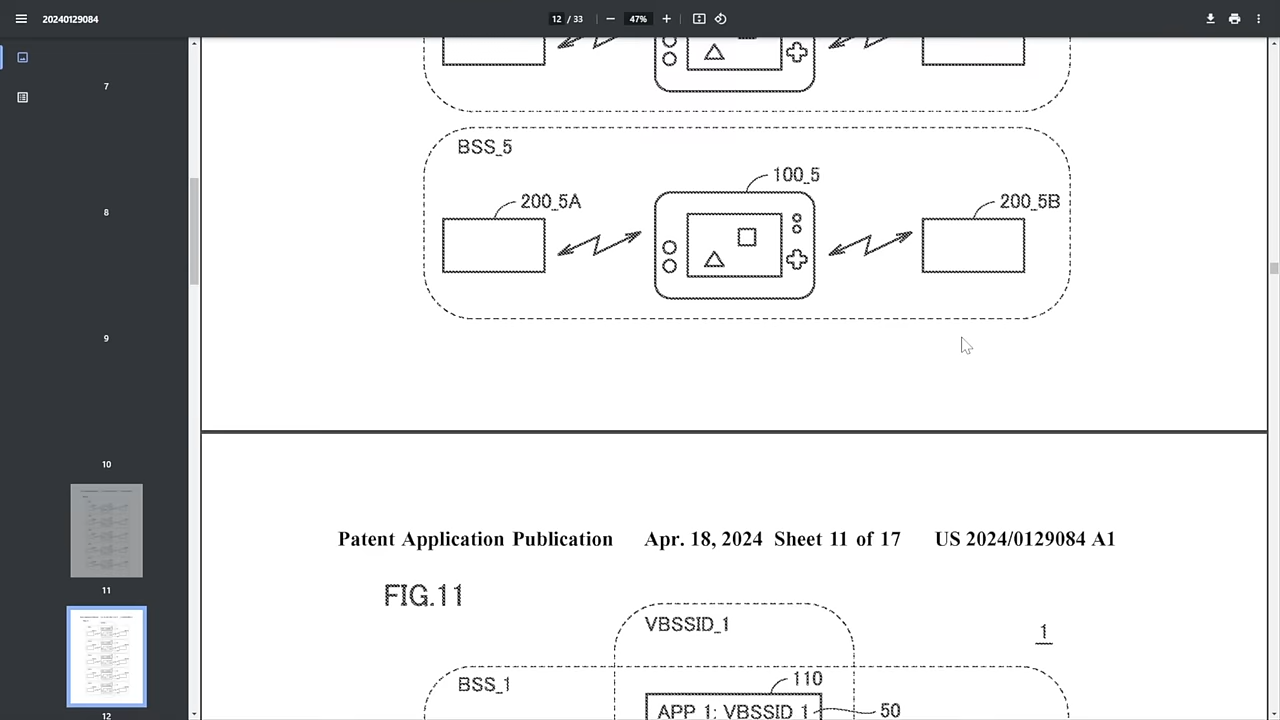 20240129084
12 / 33
47%
7
8
9
10
11
12
BSS_5
100_5
200_5A
200_5B
Patent Application Publication Apr. 18, 2024 Sheet 11 of 17 US 2024/0129084 A1
FIG.11
VBSSID_1
1
BSS_1
110
APP 1: VBSSID 1
50